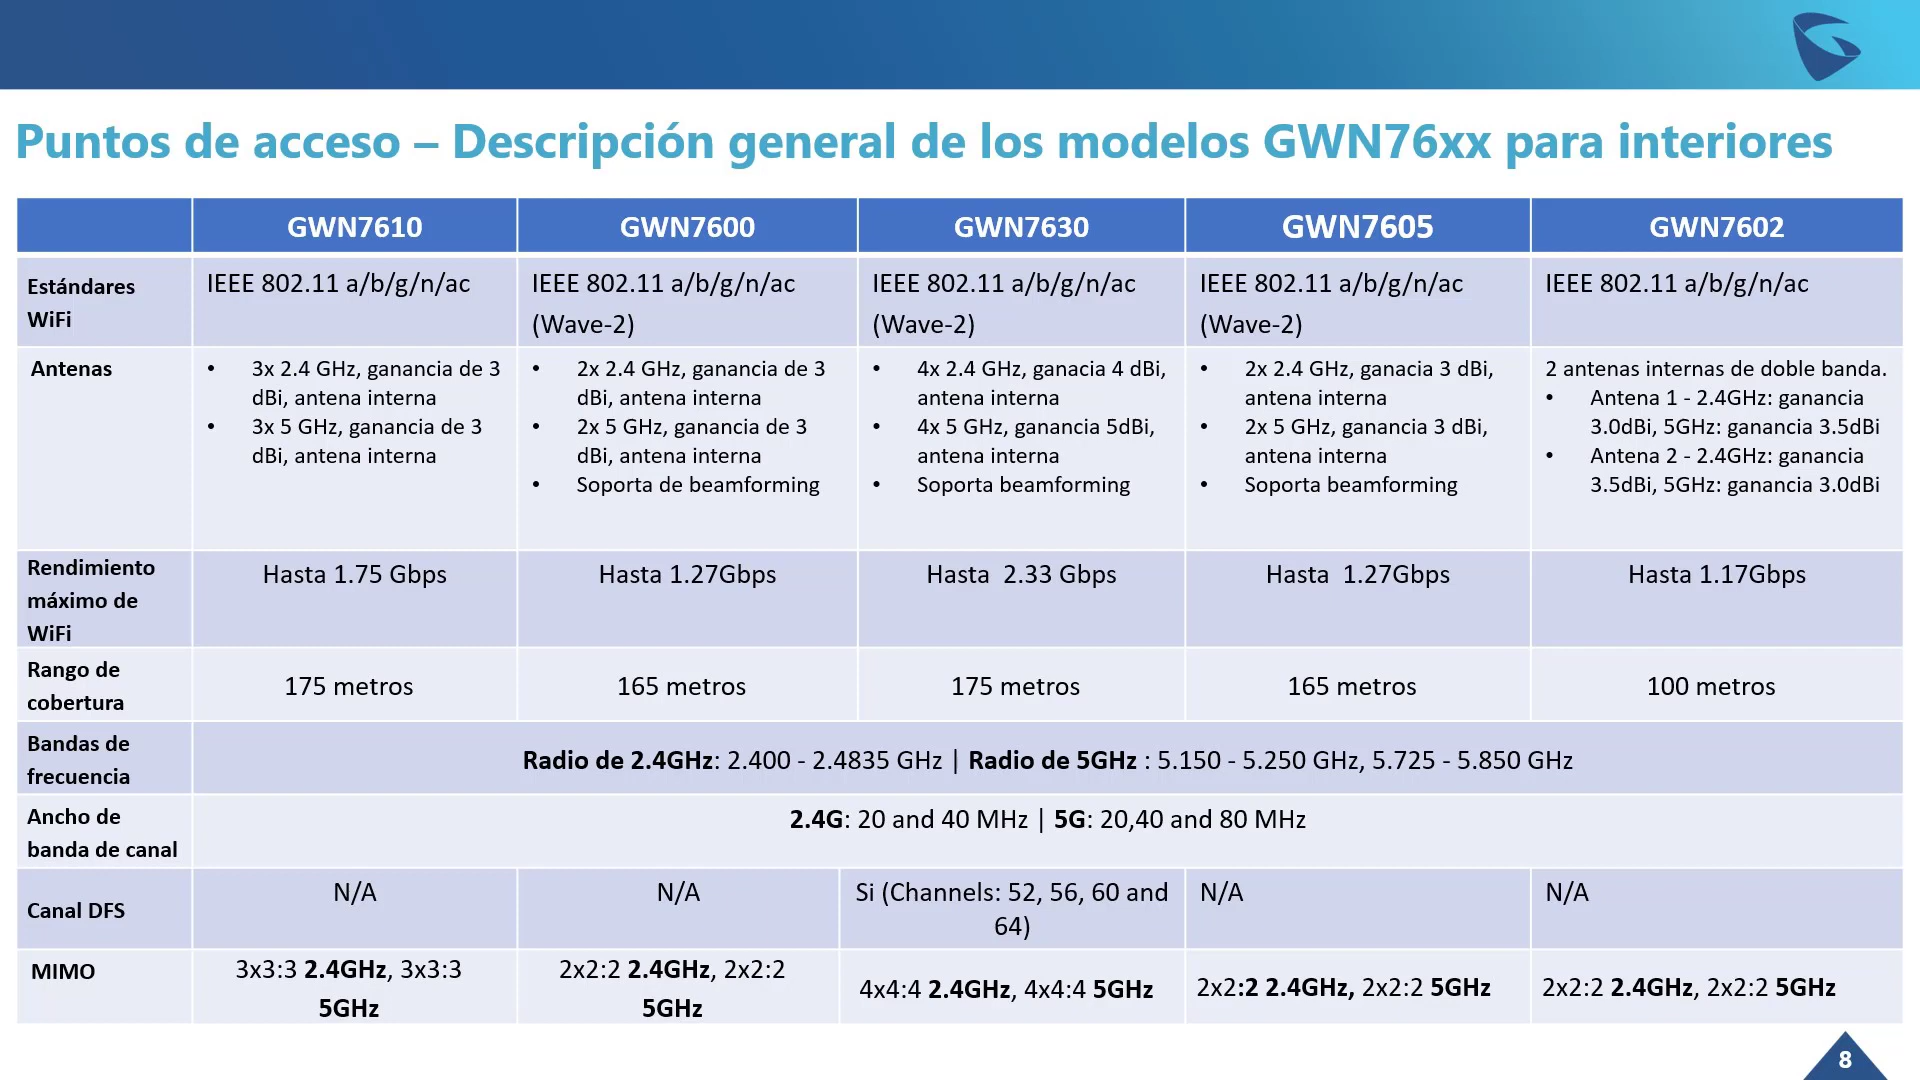 Puntos de acceso – Descripción general de los modelos GWN76xx para interiores
GWN7610
GWN7600
GWN7630
GWN7605
GWN7602
Estándares
WiFi
IEEE 802.11 a/b/g/n/ac
IEEE 802.11 a/b/g/n/ac
(Wave-2)
IEEE 802.11 a/b/g/n/ac
(Wave-2)
IEEE 802.11 a/b/g/n/ac
(Wave-2)
IEEE 802.11 a/b/g/n/ac
Antenas
• 3x 2.4 GHz, ganancia de 3
dBi, antena interna
• 3x 5 GHz, ganancia de 3
dBi, antena interna
• 2x 2.4 GHz, ganancia de 3
dBi, antena interna
• 2x 5 GHz, ganancia de 3
dBi, antena interna
• Soporta de beamforming
• 4x 2.4 GHz, ganacia 4 dBi,
antena interna
• 4x 5 GHz, ganancia 5dBi,
antena interna
• Soporta beamforming
• 2x 2.4 GHz, ganacia 3 dBi,
antena interna
• 2x 5 GHz, ganancia 3 dBi,
antena interna
• Soporta beamforming
2 antenas internas de doble banda.
• Antena 1 - 2.4GHz: ganancia
3.0dBi, 5GHz: ganancia 3.5dBi
• Antena 2 - 2.4GHz: ganancia
3.5dBi, 5GHz: ganancia 3.0dBi
Rendimiento
máximo de
WiFi
Hasta 1.75 Gbps
Hasta 1.27Gbps
Hasta 2.33 Gbps
Hasta 1.27Gbps
Hasta 1.17Gbps
Rango de
cobertura
175 metros
165 metros
175 metros
165 metros
100 metros
Bandas de
frecuencia
Radio de 2.4GHz: 2.400 - 2.4835 GHz | Radio de 5GHz : 5.150 - 5.250 GHz, 5.725 - 5.850 GHz
Ancho de
banda de canal
2.4G: 20 and 40 MHz | 5G: 20,40 and 80 MHz
Canal DFS
N/A
N/A
Si (Channels: 52, 56, 60 and
64)
N/A
N/A
MIMO
3x3:3 2.4GHz, 3x3:3
5GHz
2x2:2 2.4GHz, 2x2:2
5GHz
4x4:4 2.4GHz, 4x4:4 5GHz
2x2:2 2.4GHz, 2x2:2 5GHz
2x2:2 2.4GHz, 2x2:2 5GHz
8